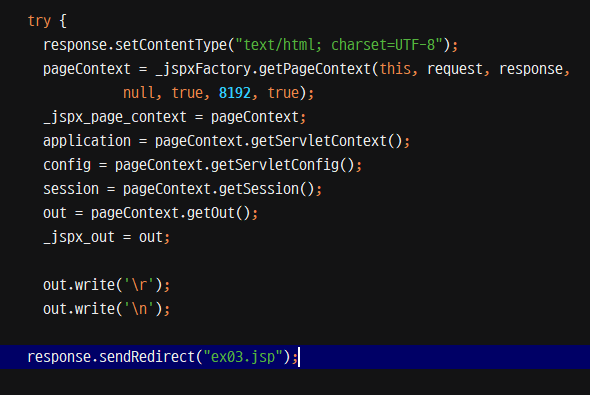 try {
response.setContentType("text/html; charset=UTF-8");
pageContext = _jspxFactory.getPageContext(this, request, response,
null, true, 8192, true);
_jspx_page_context = pageContext;
application = pageContext.getServletContext();
config = pageContext.getServletConfig();
session = pageContext.getSession();
out = pageContext.getOut();
_jspx_out = out;
out.write('\r');
out.write('\n');
response.sendRedirect("ex03.jsp");